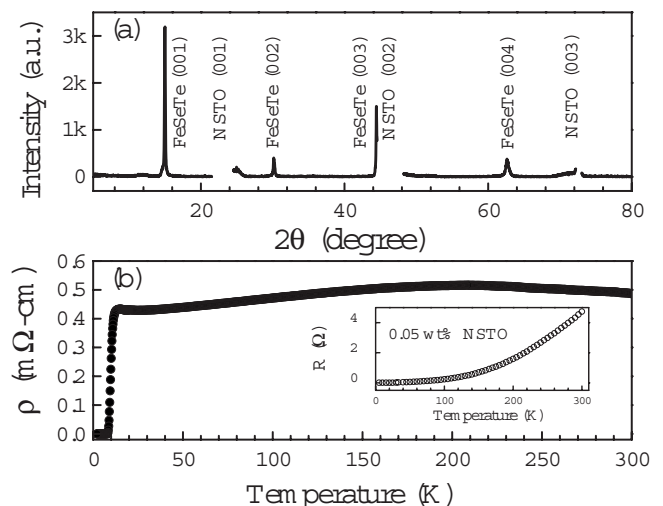 (a)
3k
2k
1k
0
Intensity (a.u.)
FeSeTe (001)
NSTO (001)
FeSeTe (002)
FeSeTe (003)
NSTO (002)
FeSeTe (004)
NSTO (003)
20 40 60 80
2θ (degree)
(b)
0.6
0.5
0.4
0.3
0.2
0.1
0.0
ρ (mΩ-cm)
0 50 100 150 200 250 300
Temperature (K)
0.05 wt% NSTO
4
2
0
R (Ω)
0 100 200 300
Temperature (K)